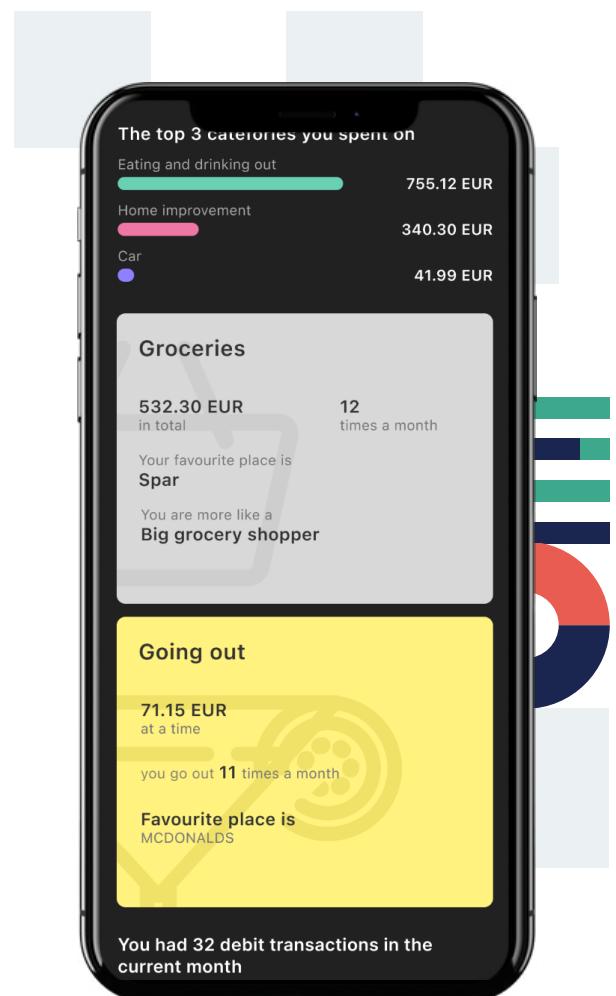 The top 3 catefories you spent on
Eating and drinking out
755.12 EUR
Home improvement
340.30 EUR
Car
41.99 EUR
Groceries
532.30 EUR
in total
12
times a month
Your favourite place is
Spar
You are more like a
Big grocery shopper
Going out
71.15 EUR
at a time
you go out 11 times a month
Favourite place is
MCDONALDS
You had 32 debit transactions in the
current month